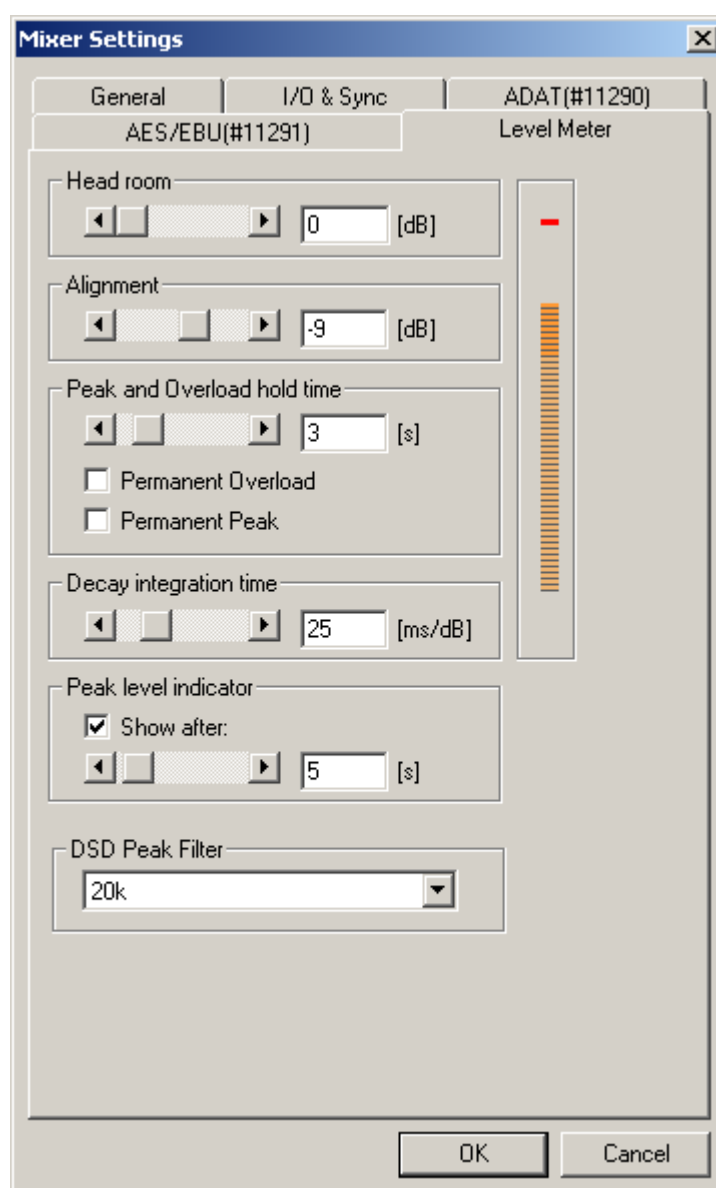 Mixer Settings
General I/O & Sync ADAT(#11290)
AES/EBU(#11291) Level Meter
Head room
0 [dB]
Alignment
-9 [dB]
Peak and Overload hold time
3 [s]
Permanent Overload
Permanent Peak
Decay integration time
25 [ms/dB]
Peak level indicator
Show after:
5 [s]
DSD Peak Filter
20k
OK Cancel